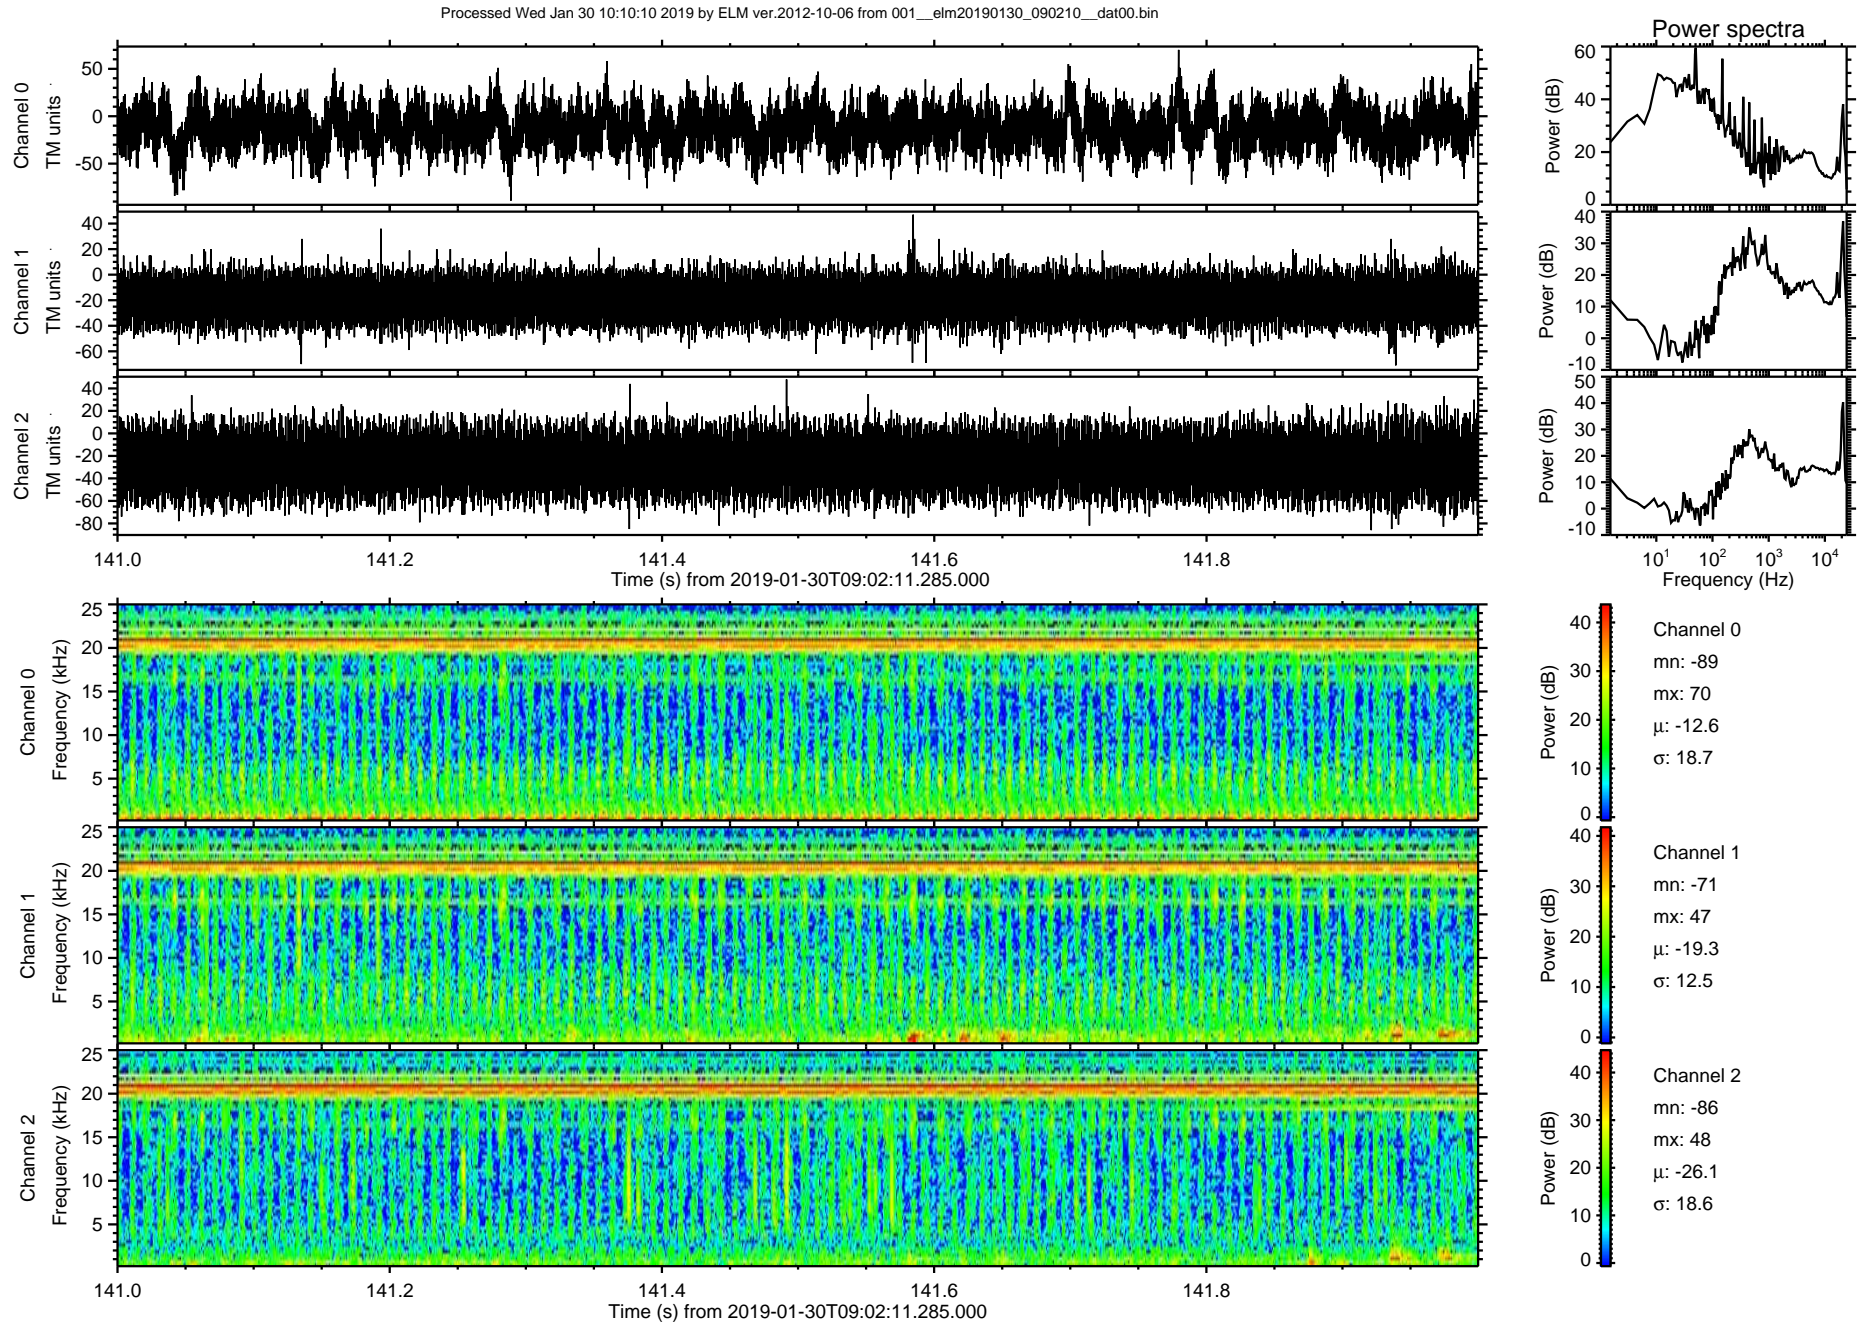 Processed Wed Jan 30 10:10:10 2019 by ELM ver.2012-10-06 from 001__elm20190130_090210__dat00.bin
Power spectra
Channel 0
TM units
50
0
-50
Power (dB)
60
40
20
0
Channel 1
TM units
40
20
0
-20
-40
-60
Power (dB)
40
30
20
10
0
-10
Channel 2
TM units
40
20
0
-20
-40
-60
-80
Power (dB)
50
40
30
20
10
0
-10
141.0 141.2 141.4 141.6 141.8
Time (s) from 2019-01-30T09:02:11.285.000
10^1 10^2 10^3 10^4
Frequency (Hz)
Channel 0
Frequency (kHz)
25
20
15
10
5
Power (dB)
40
30
20
10
0
Channel 0
mn: -89
mx: 70
µ: -12.6
σ: 18.7
Channel 1
Frequency (kHz)
25
20
15
10
5
Power (dB)
40
30
20
10
0
Channel 1
mn: -71
mx: 47
µ: -19.3
σ: 12.5
Channel 2
Frequency (kHz)
25
20
15
10
5
Power (dB)
40
30
20
10
0
Channel 2
mn: -86
mx: 48
µ: -26.1
σ: 18.6
141.0 141.2 141.4 141.6 141.8
Time (s) from 2019-01-30T09:02:11.285.000